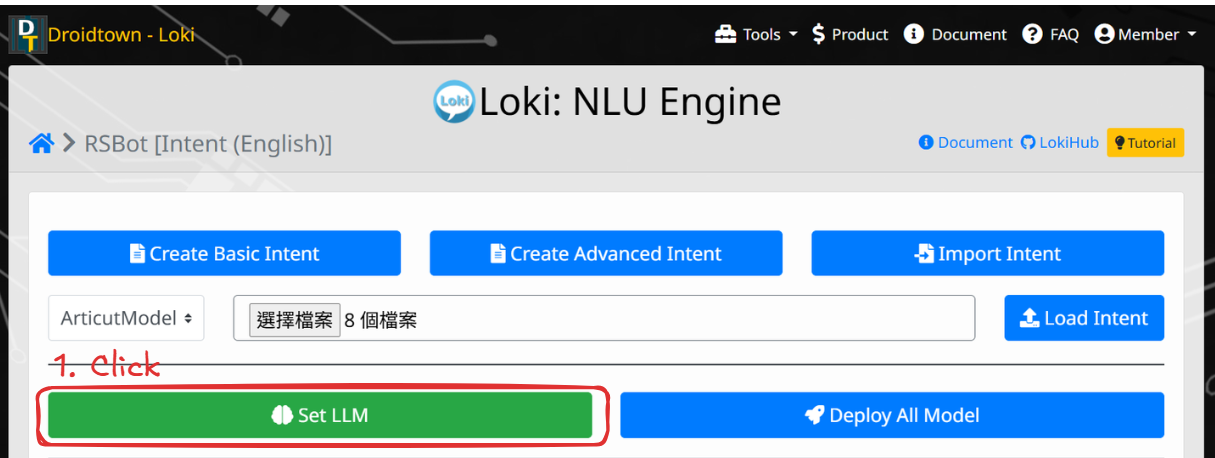 DT Droidtown - Loki Tools Product Document FAQ Member
Loki Loki: NLU Engine
RSBot [Intent (English)] Document LokiHub Tutorial
Create Basic Intent Create Advanced Intent Import Intent
ArticutModel 選擇檔案 8 個檔案 Load Intent
1. Click
Set LLM Deploy All Model